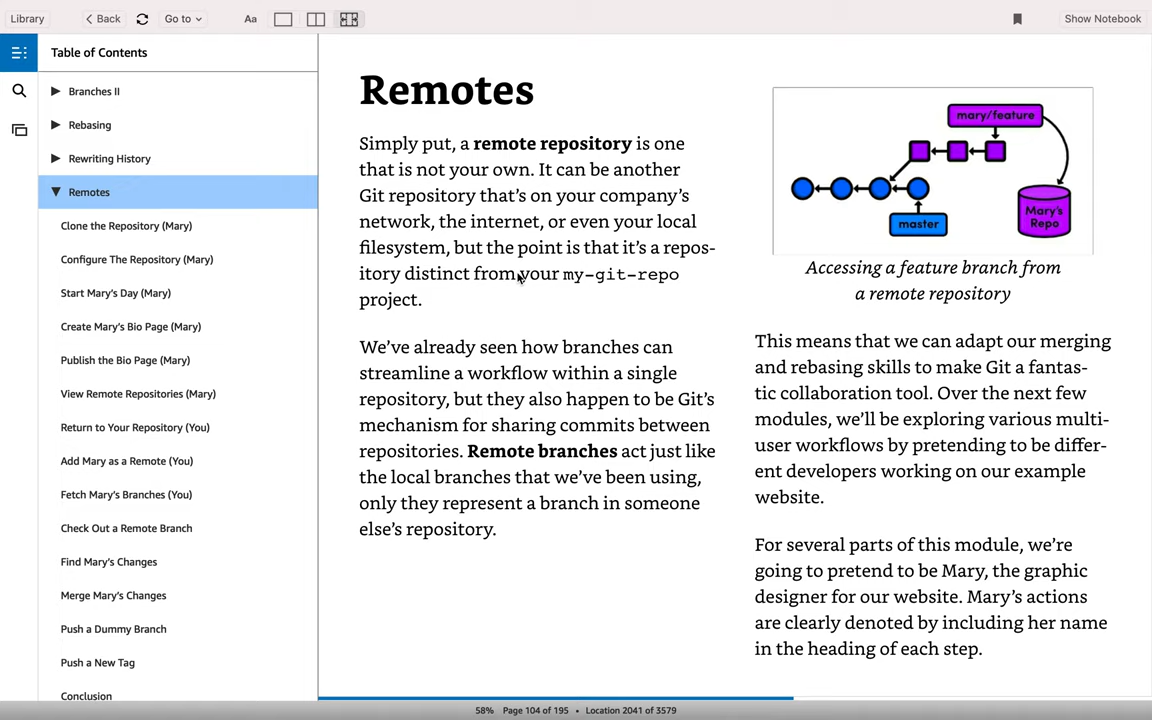 Library
Back
Go to
Aa
Show Notebook
Table of Contents
Branches II
Rebasing
Rewriting History
Remotes
Clone the Repository (Mary)
Configure The Repository (Mary)
Start Mary's Day (Mary)
Create Mary's Bio Page (Mary)
Publish the Bio Page (Mary)
View Remote Repositories (Mary)
Return to Your Repository (You)
Add Mary as a Remote (You)
Fetch Mary's Branches (You)
Check Out a Remote Branch
Find Mary's Changes
Merge Mary's Changes
Push a Dummy Branch
Push a New Tag
Conclusion
Remotes
Simply put, a remote repository is one
that is not your own. It can be another
Git repository that’s on your company’s
network, the internet, or even your local
filesystem, but the point is that it’s a repos-
itory distinct from your my-git-repo
project.
We’ve already seen how branches can
streamline a workflow within a single
repository, but they also happen to be Git’s
mechanism for sharing commits between
repositories. Remote branches act just like
the local branches that we’ve been using,
only they represent a branch in someone
else’s repository.
mary/feature
master
Mary's
Repo
Accessing a feature branch from
a remote repository
This means that we can adapt our merging
and rebasing skills to make Git a fantas-
tic collaboration tool. Over the next few
modules, we’ll be exploring various multi-
user workflows by pretending to be differ-
ent developers working on our example
website.
For several parts of this module, we’re
going to pretend to be Mary, the graphic
designer for our website. Mary’s actions
are clearly denoted by including her name
in the heading of each step.
58% Page 104 of 195 • Location 2041 of 3579